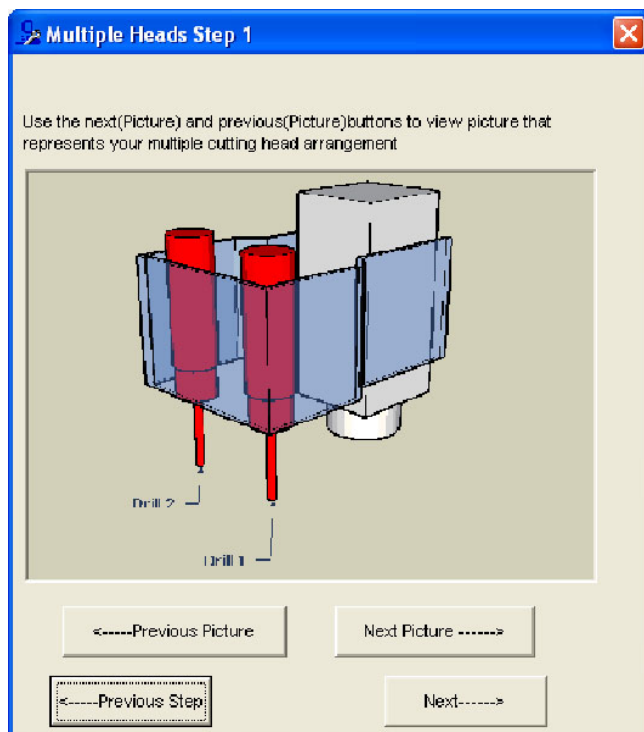 Multiple Heads Step 1
Use the next(Picture) and previous(Picture)buttons to view picture that
represents your multiple cutting head arrangement
Drill 2
Drill 1
<-----Previous Picture
Next Picture ------>
<-----Previous Step
Next------>